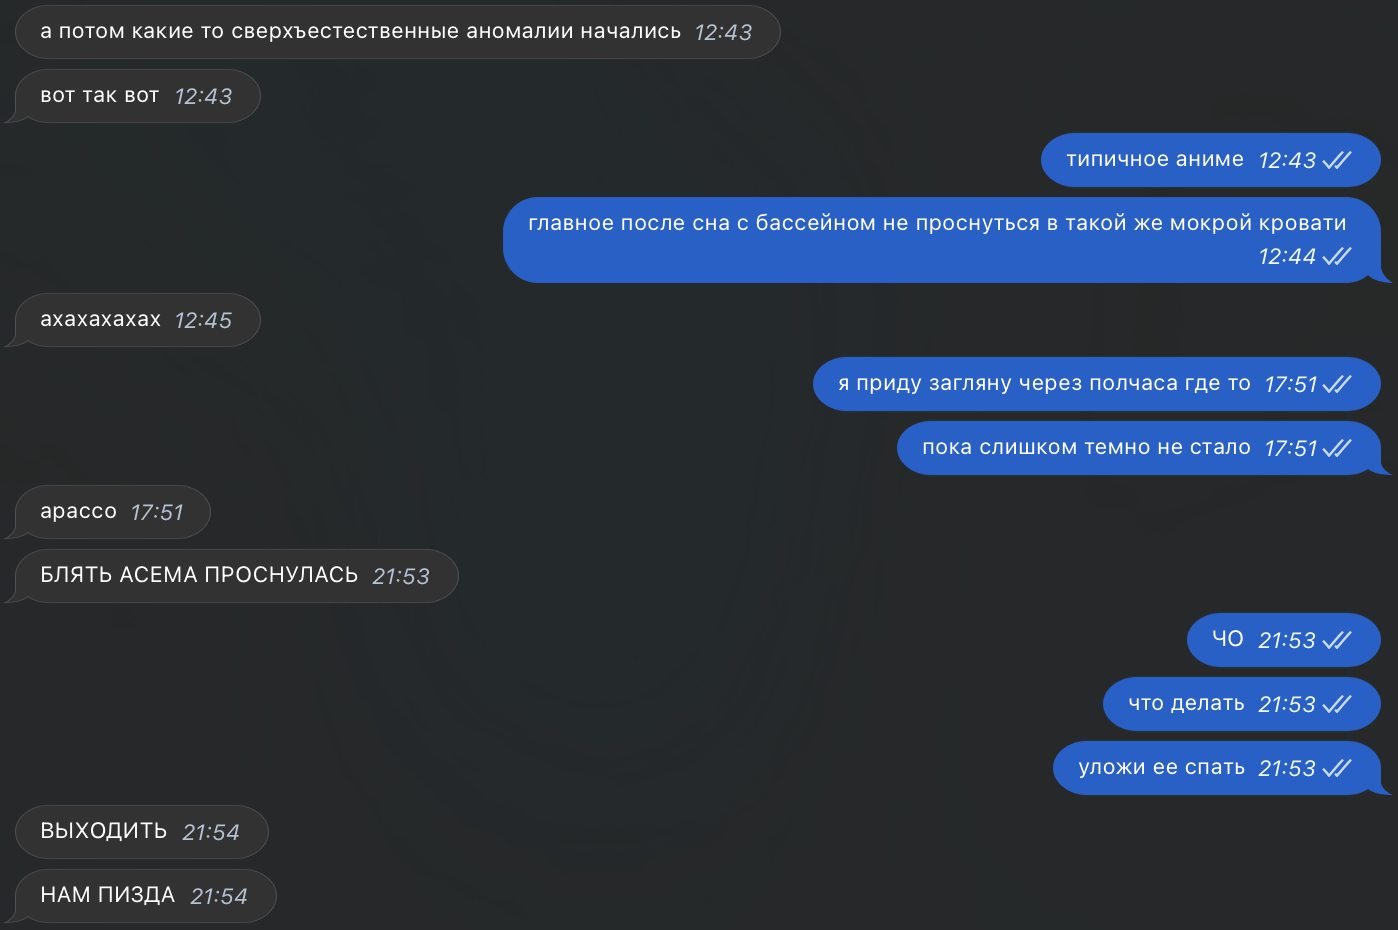 а потом какие то сверхъестественные аномалии начались 12:43
вот так вот 12:43
типичное аниме 12:43
главное после сна с бассейном не проснуться в такой же мокрой кровати
12:44
ахахахахах 12:45
я приду загляну через полчаса где то 17:51
пока слишком темно не стало 17:51
арассо 17:51
БЛЯТЬ АСЕМА ПРОСНУЛАСЬ 21:53
ЧО 21:53
что делать 21:53
уложи ее спать 21:53
ВЫХОДИТЬ 21:54
НАМ ПИЗДА 21:54